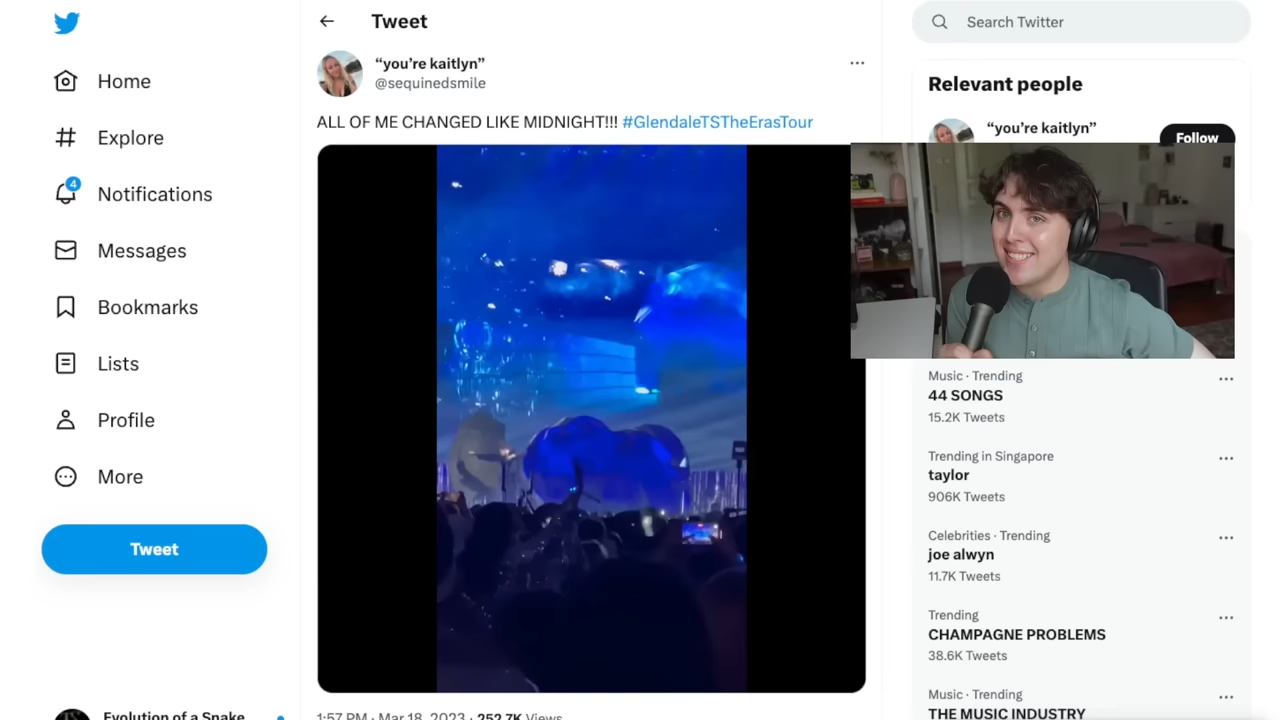 Home
Explore
4
Notifications
Messages
Bookmarks
Lists
Profile
More
Tweet
Evolution of a Snake
Tweet
“you’re kaitlyn”
@sequinedsmile
ALL OF ME CHANGED LIKE MIDNIGHT!!! #GlendaleTSTheErasTour
1:57 PM · Mar 18, 2023 · 252.7K Views
Search Twitter
Relevant people
“you’re kaitlyn”
Follow
Music · Trending
44 SONGS
15.2K Tweets
Trending in Singapore
taylor
906K Tweets
Celebrities · Trending
joe alwyn
11.7K Tweets
Trending
CHAMPAGNE PROBLEMS
38.6K Tweets
Music · Trending
THE MUSIC INDUSTRY